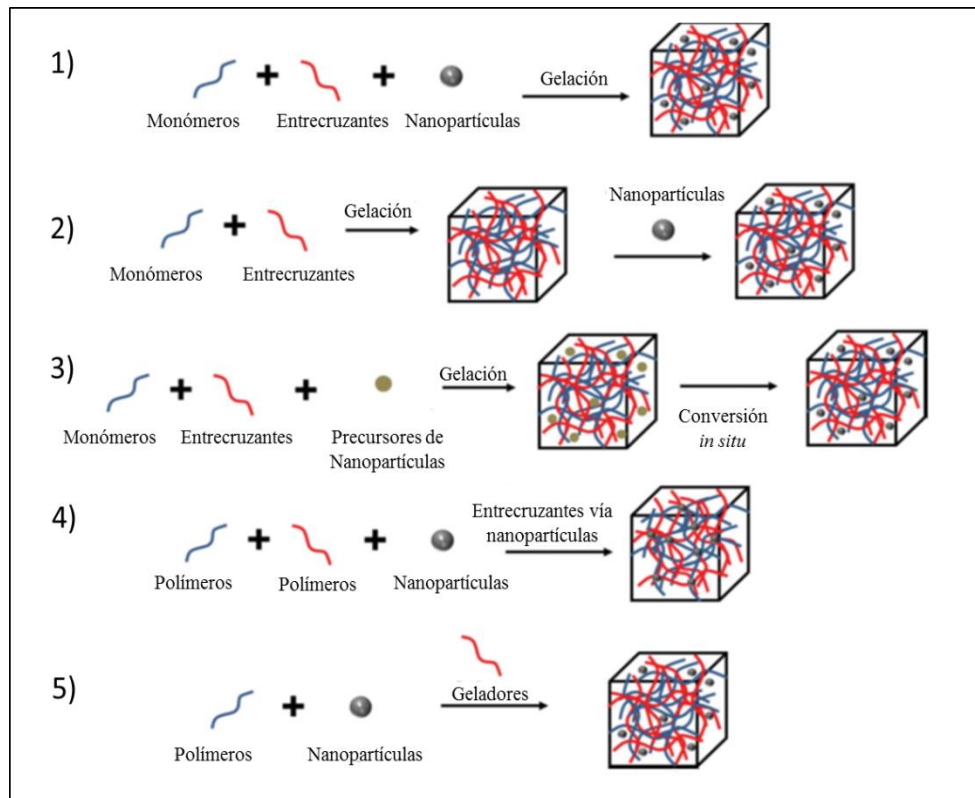 1)
Monómeros
Entrecruzantes
Nanopartículas
Gelación
2)
Monómeros
Entrecruzantes
Gelación
Nanopartículas
3)
Monómeros
Entrecruzantes
Precursores de
Nanopartículas
Gelación
Conversión
in situ
4)
Polímeros
Polímeros
Nanopartículas
Entrecruzantes vía
nanopartículas
5)
Polímeros
Nanopartículas
Geladores